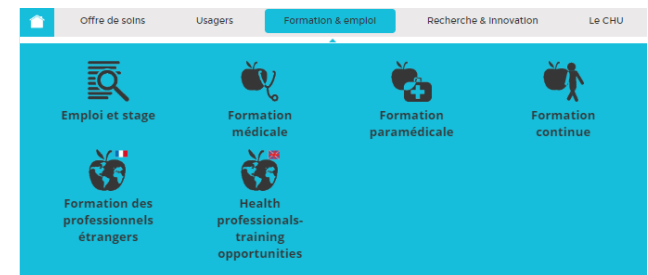 Offre de soins
Usagers
Formation & emploi
Recherche & Innovation
Le CHU
Emploi et stage
Formation
médicale
Formation
paramédicale
Formation
continue
Formation des
professionnels
étrangers
Health
professionals-
training
opportunities